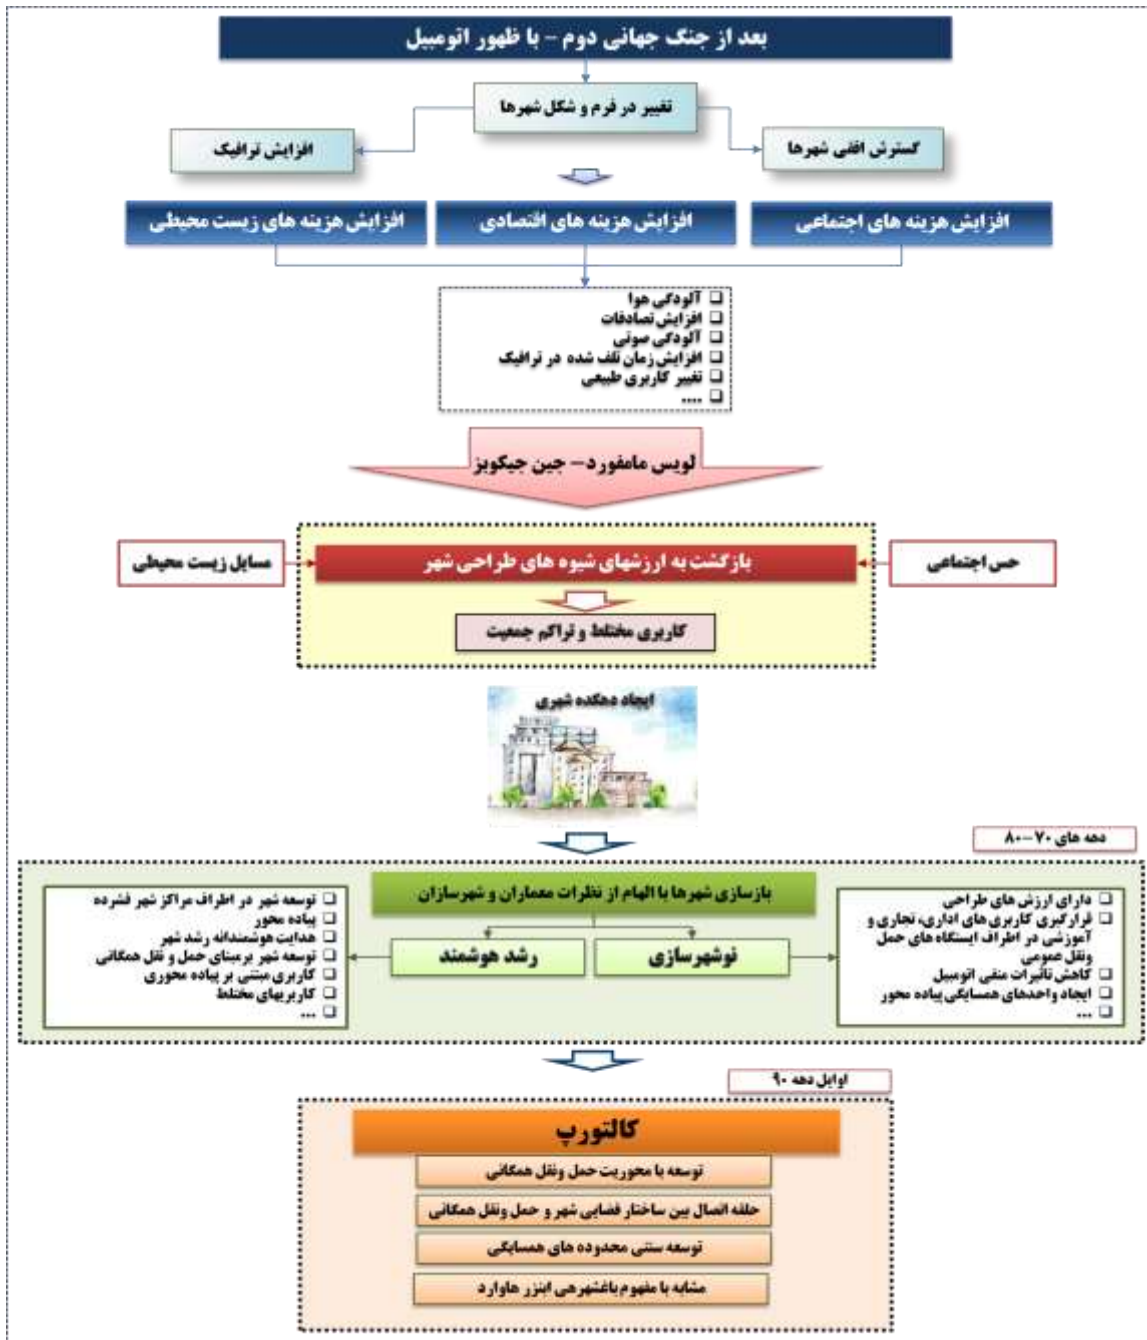 بعد از جنگ جهانی دوم – با ظهور اتومبیل
تغییر در فرم و شکل شهرها
گسترش افقی شهرها
افزایش ترافیک
افزایش هزینه های اجتماعی
افزایش هزینه های اقتصادی
افزایش هزینه های زیست محیطی
❑ آلودگی هوا
❑ افزایش تصادفات
❑ آلودگی صوتی
❑ افزایش زمان تلف شده در ترافیک
❑ تغییر کاربری طبیعی
❑ ....
لویس مامفورد– جین جیکوبز
حس اجتماعی
بازگشت به ارزشهای شیوه های طراحی شهر
مسایل زیست محیطی
کاربری مختلط و تراکم جمعیت
ایجاد دهکده شهری
دهه های ۷۰-۸۰
بازسازی شهرها با الهام از نظرات معماران و شهرسازان
نوشهرسازی
رشد هوشمند
❑ دارای ارزش های طراحی
❑ قرارگیری کاربری های اداری، تجاری و
آموزشی در اطراف ایستگاه های حمل
ونقل عمومی
❑ کاهش تأثیرات منفی اتومبیل
❑ ایجاد واحدهای همسایگی پیاده محور
❑ ...
❑ توسعه شهر در اطراف مراکز شهر فشرده
❑ پیاده محور
❑ هدایت هوشمندانه رشد شهر
❑ توسعه شهر برمبنای حمل و نقل همگانی
❑ کاربری مبتنی بر پیاده محوری
❑ کاربریهای مختلط
❑ ...
اوایل دهه ۹۰
کالتورپ
توسعه با محوریت حمل ونقل همگانی
حلقه اتصال بین ساختار فضایی شهر و حمل ونقل همگانی
توسعه سنتی محدوده های همسایگی
مشابه با مفهوم باغشهرهی ابنزر هاوارد